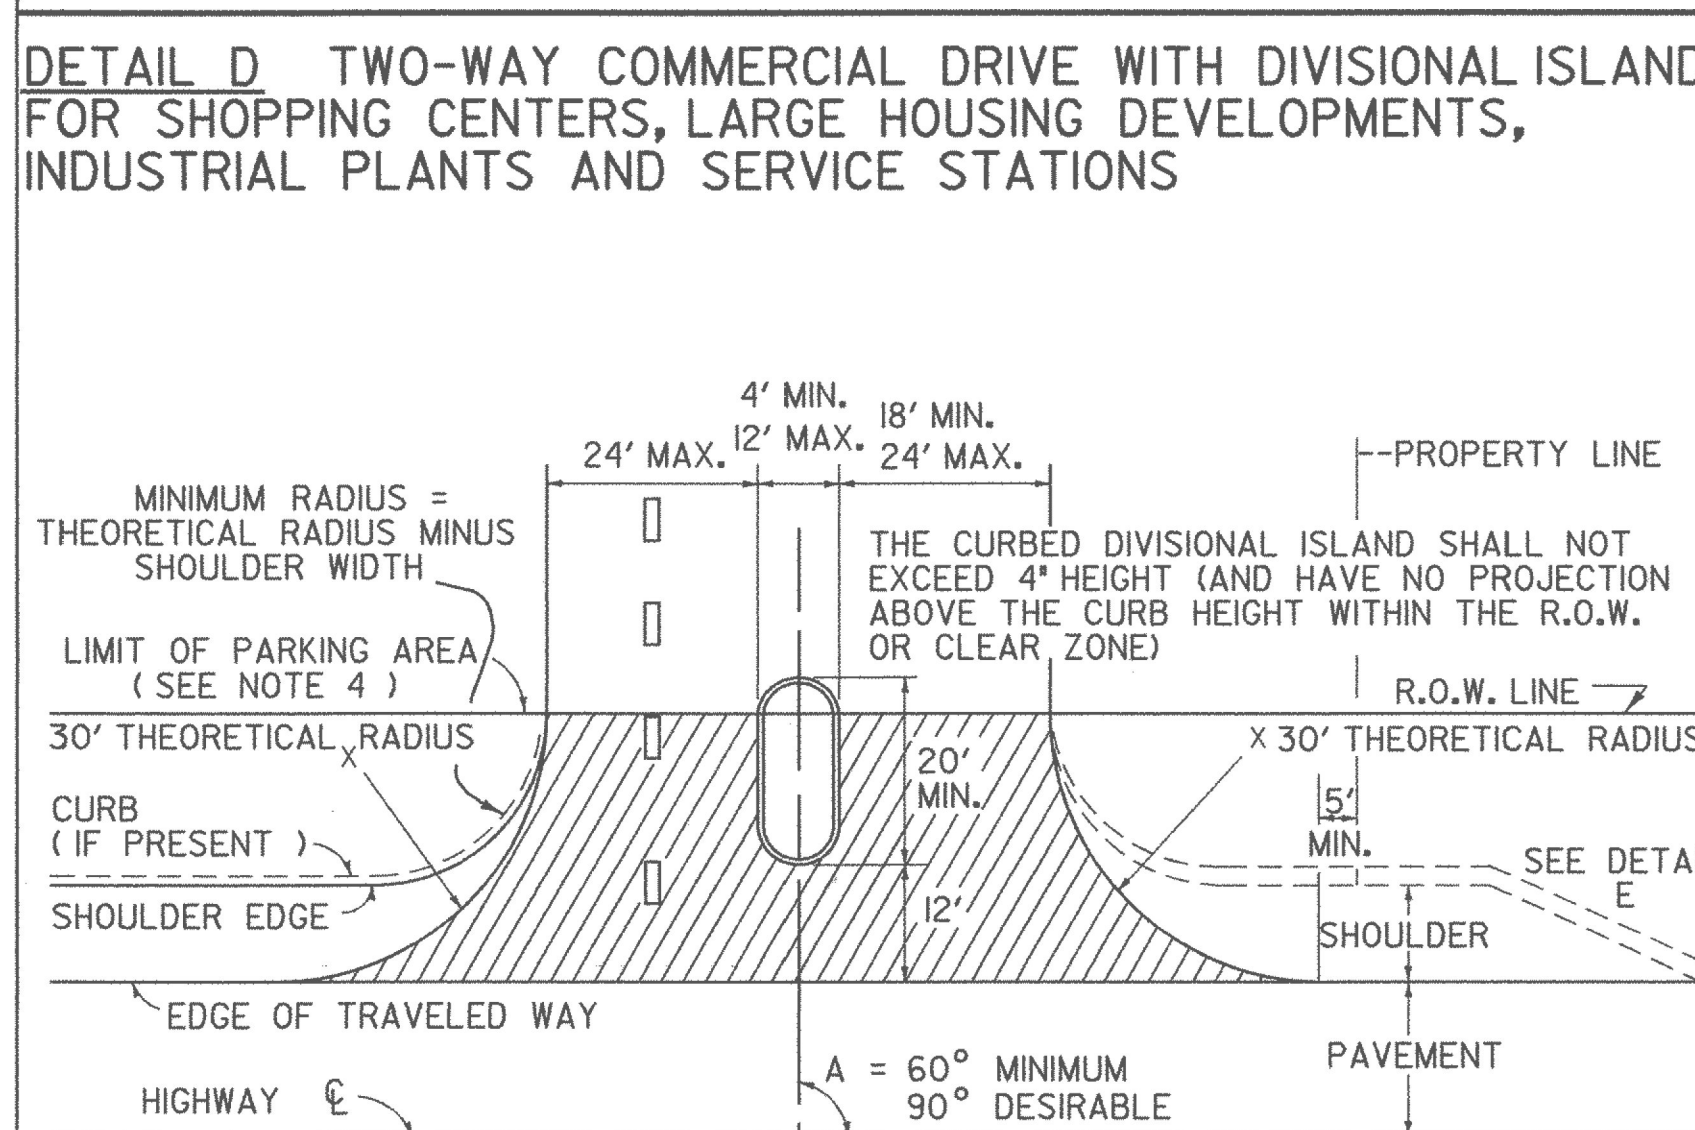 DETAIL D TWO-WAY COMMERCIAL DRIVE WITH DIVISIONAL ISLAND
FOR SHOPPING CENTERS, LARGE HOUSING DEVELOPMENTS,
INDUSTRIAL PLANTS AND SERVICE STATIONS
4' MIN.
12' MAX.
18' MIN.
24' MAX.
24' MAX.
PROPERTY LINE
MINIMUM RADIUS =
THEORETICAL RADIUS MINUS
SHOULDER WIDTH
THE CURBED DIVISIONAL ISLAND SHALL NOT
EXCEED 4" HEIGHT (AND HAVE NO PROJECTION
ABOVE THE CURB HEIGHT WITHIN THE R.O.W.
OR CLEAR ZONE)
LIMIT OF PARKING AREA
( SEE NOTE 4 )
R.O.W. LINE
30' THEORETICAL RADIUS
X
X 30' THEORETICAL RADIUS
20'
MIN.
5'
MIN.
CURB
( IF PRESENT )
SEE DETA
E
SHOULDER EDGE
12'
SHOULDER
EDGE OF TRAVELED WAY
PAVEMENT
A = 60° MINIMUM
90° DESIRABLE
HIGHWAY ℄